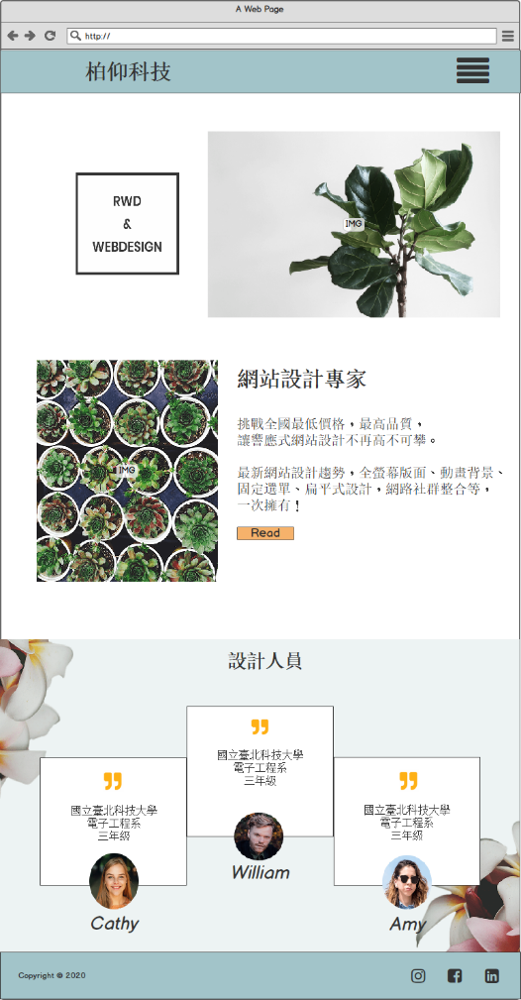 A Web Page
http://
柏仰科技
RWD
&
WEBDESIGN
IMG
IMG
網站設計專家
挑戰全國最低價格，最高品質，
讓響應式網站設計不再高不可攀。
最新網站設計趨勢，全螢幕版面、動畫背景、
固定選單、扁平式設計，網路社群整合等，
一次擁有！
Read
設計人員
國立臺北科技大學
電子工程系
三年級
Cathy
國立臺北科技大學
電子工程系
三年級
William
國立臺北科技大學
電子工程系
三年級
Amy
Copyright © 2020